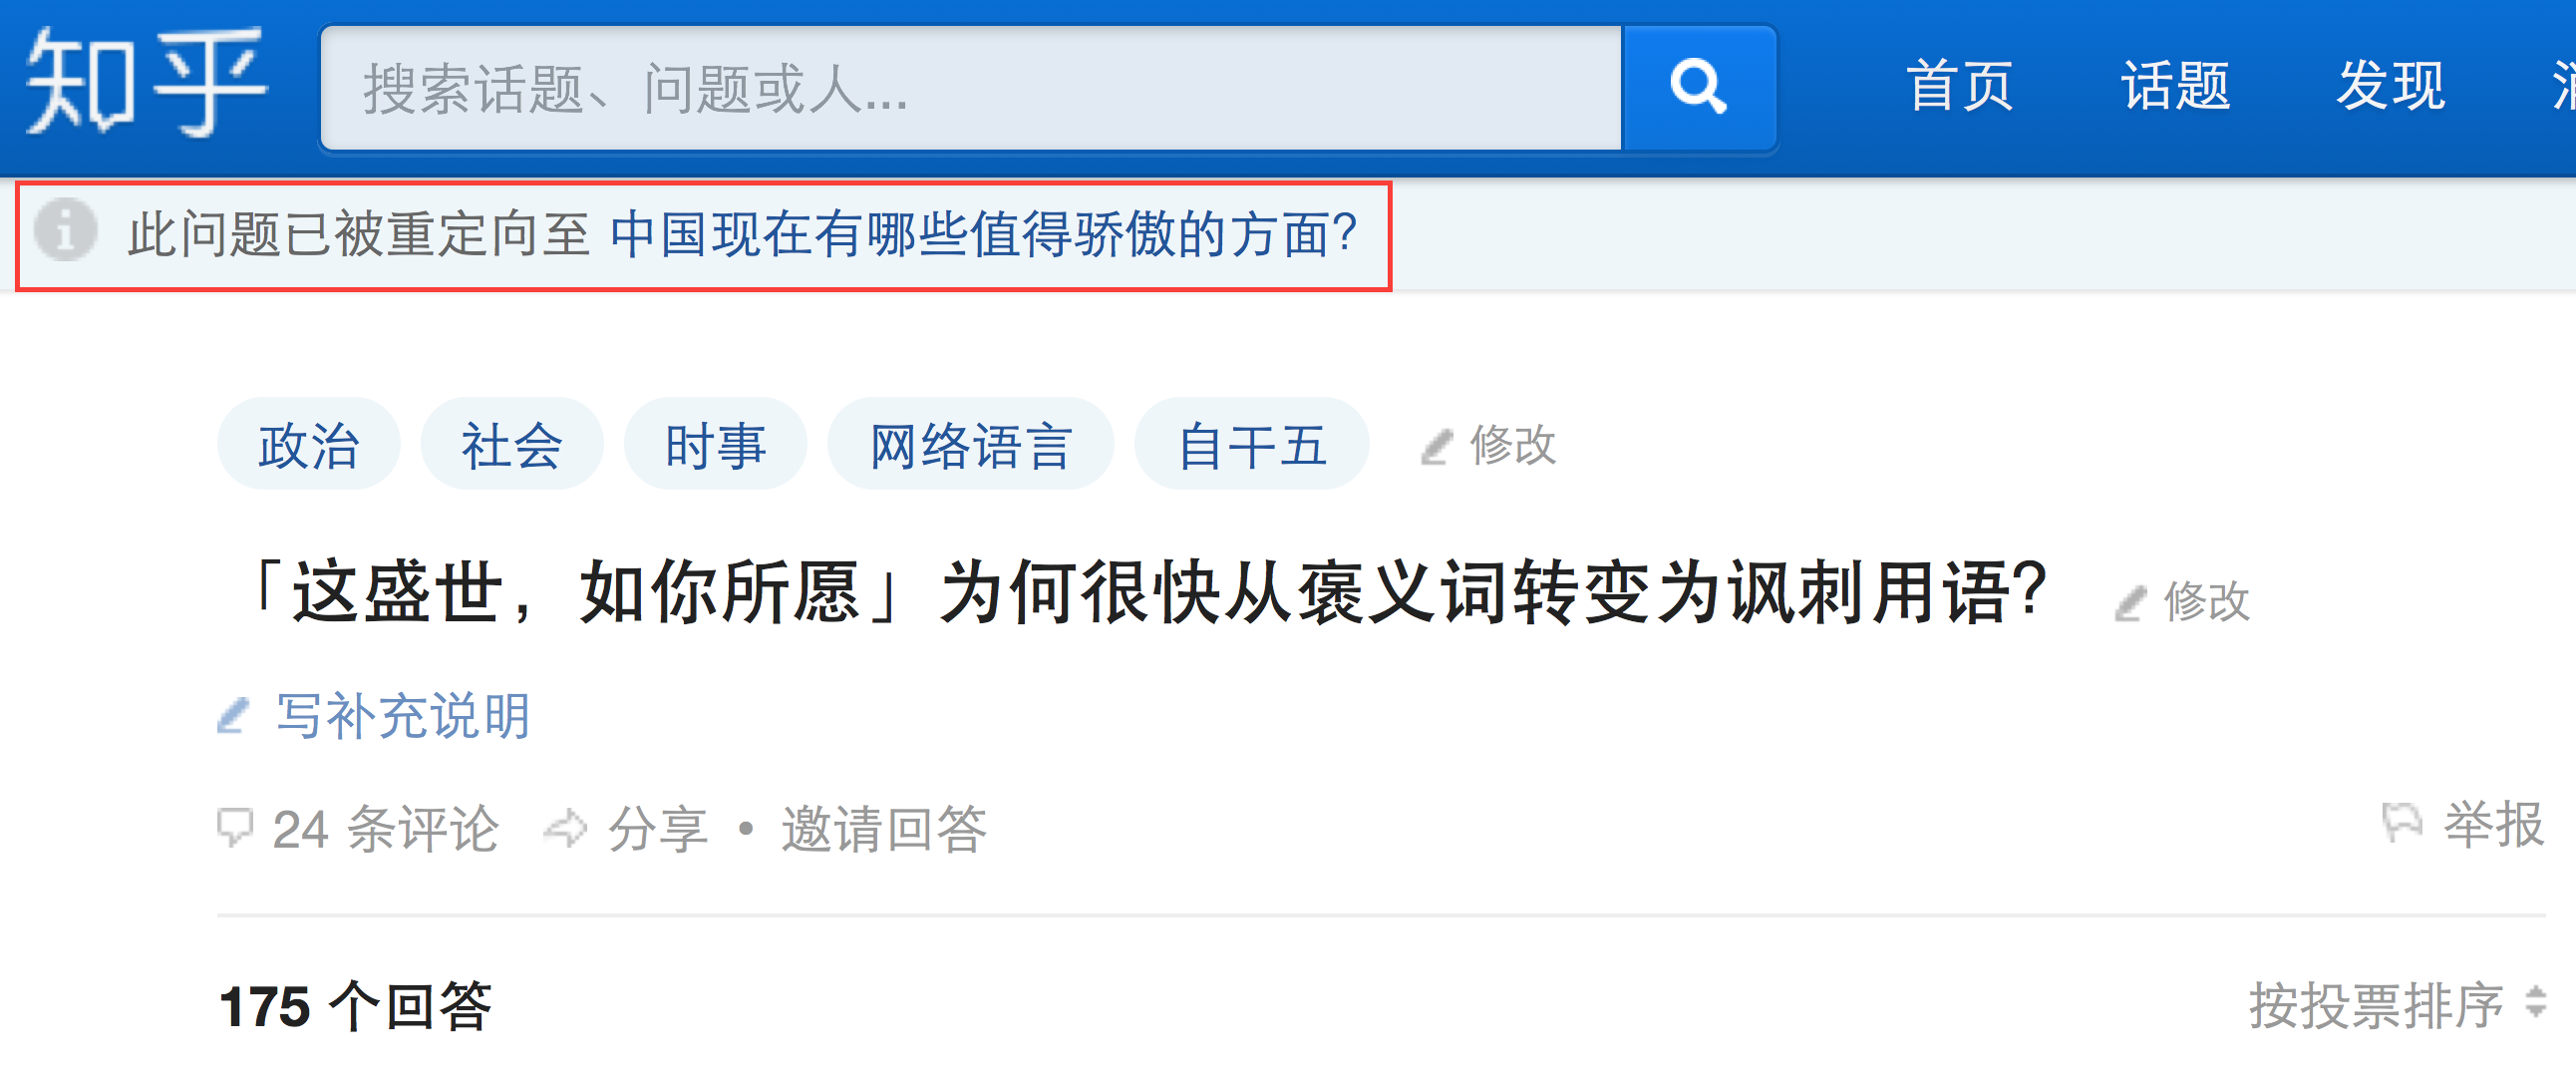 知乎 搜索话题、问题或人... 首页 话题 发现
此问题已被重定向至 中国现在有哪些值得骄傲的方面?
政治 社会 时事 网络语言 自干五 修改
「这盛世，如你所愿」为何很快从褒义词转变为讽刺用语? 修改
写补充说明
24 条评论 分享 • 邀请回答 举报
175 个回答 按投票排序